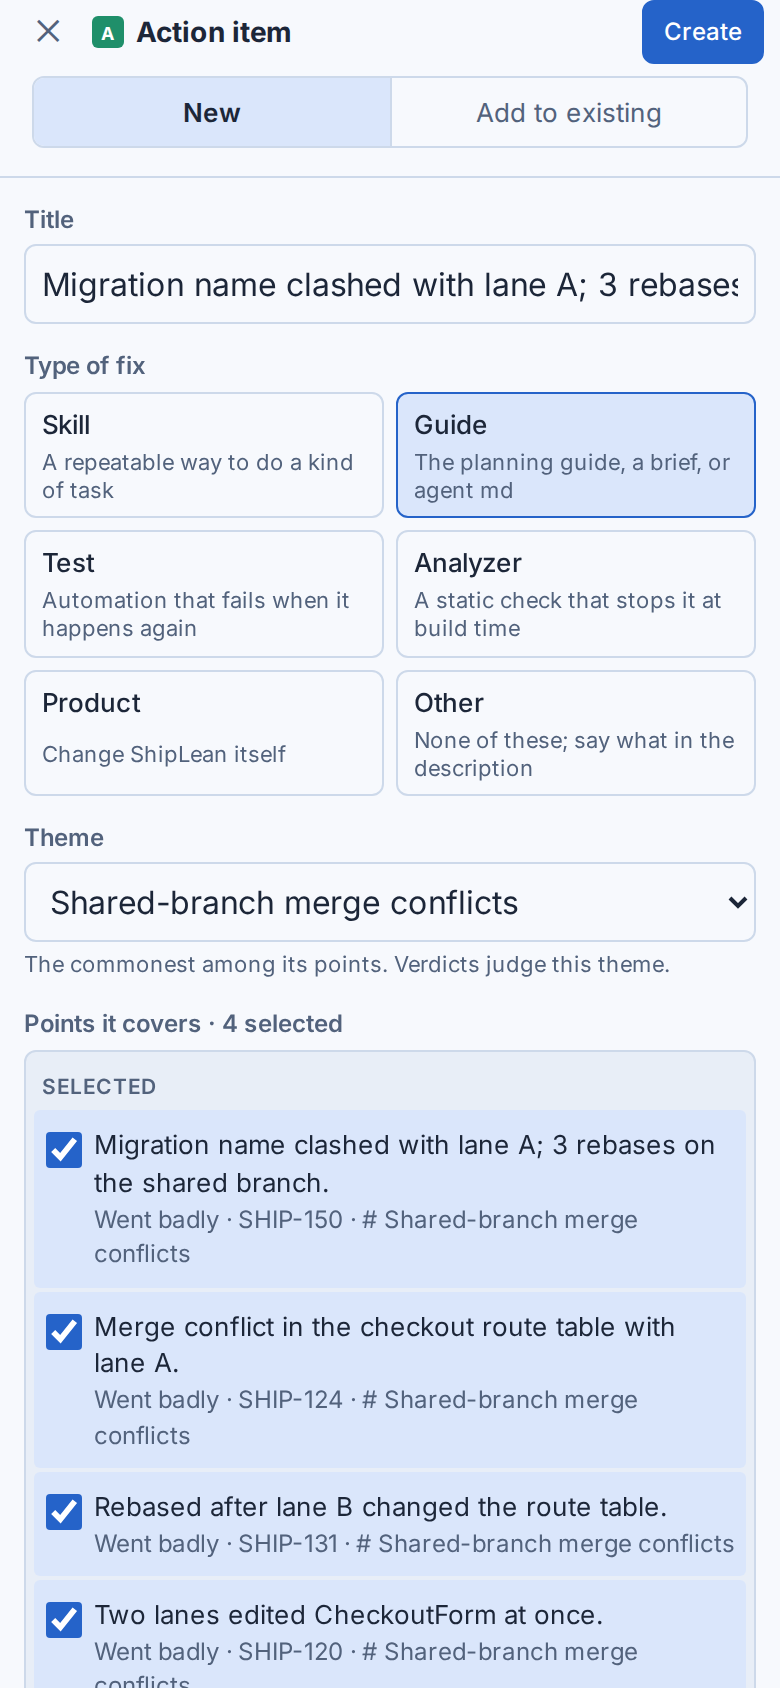 A Action item
Create
New
Add to existing
Title
Migration name clashed with lane A; 3 rebases
Type of fix
Skill
A repeatable way to do a kind
of task
Guide
The planning guide, a brief, or
agent md
Test
Automation that fails when it
happens again
Analyzer
A static check that stops it at
build time
Product
Change ShipLean itself
Other
None of these; say what in the
description
Theme
Shared-branch merge conflicts
The commonest among its points. Verdicts judge this theme.
Points it covers · 4 selected
SELECTED
Migration name clashed with lane A; 3 rebases on
the shared branch.
Went badly · SHIP-150 · # Shared-branch merge
conflicts
Merge conflict in the checkout route table with
lane A.
Went badly · SHIP-124 · # Shared-branch merge
conflicts
Rebased after lane B changed the route table.
Went badly · SHIP-131 · # Shared-branch merge conflicts
Two lanes edited CheckoutForm at once.
Went badly · SHIP-120 · # Shared-branch merge
conflicts